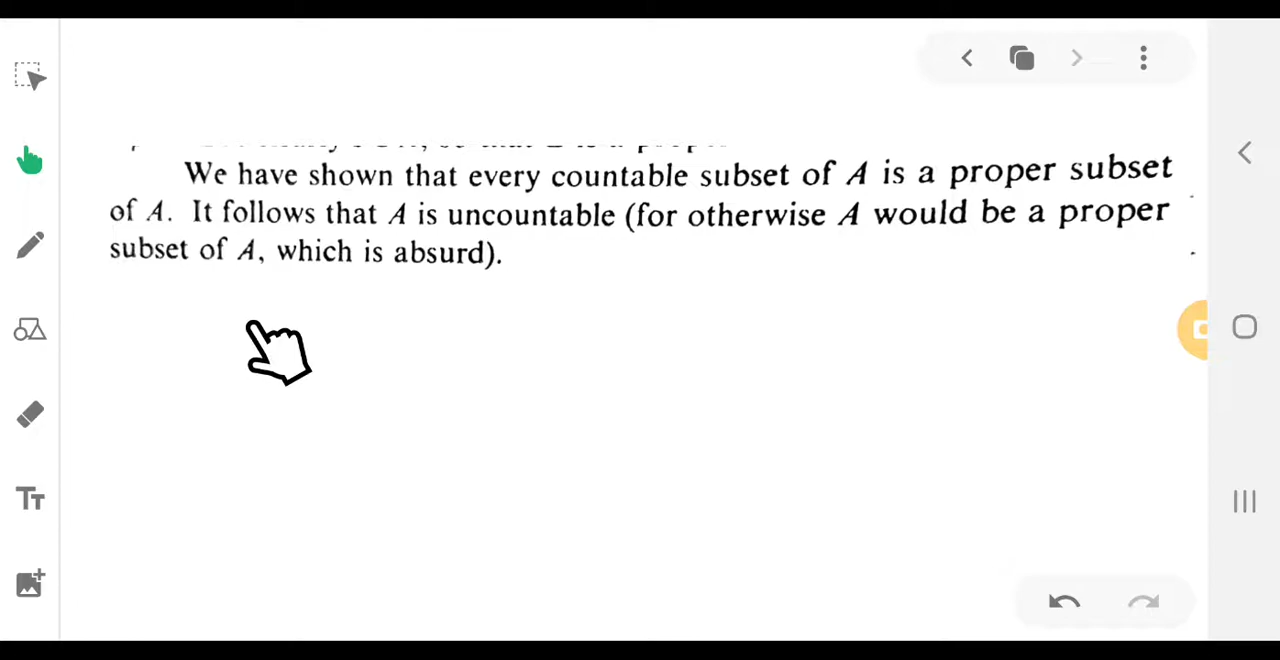 We have shown that every countable subset of A is a proper subset
of A. It follows that A is uncountable (for otherwise A would be a proper
subset of A, which is absurd).